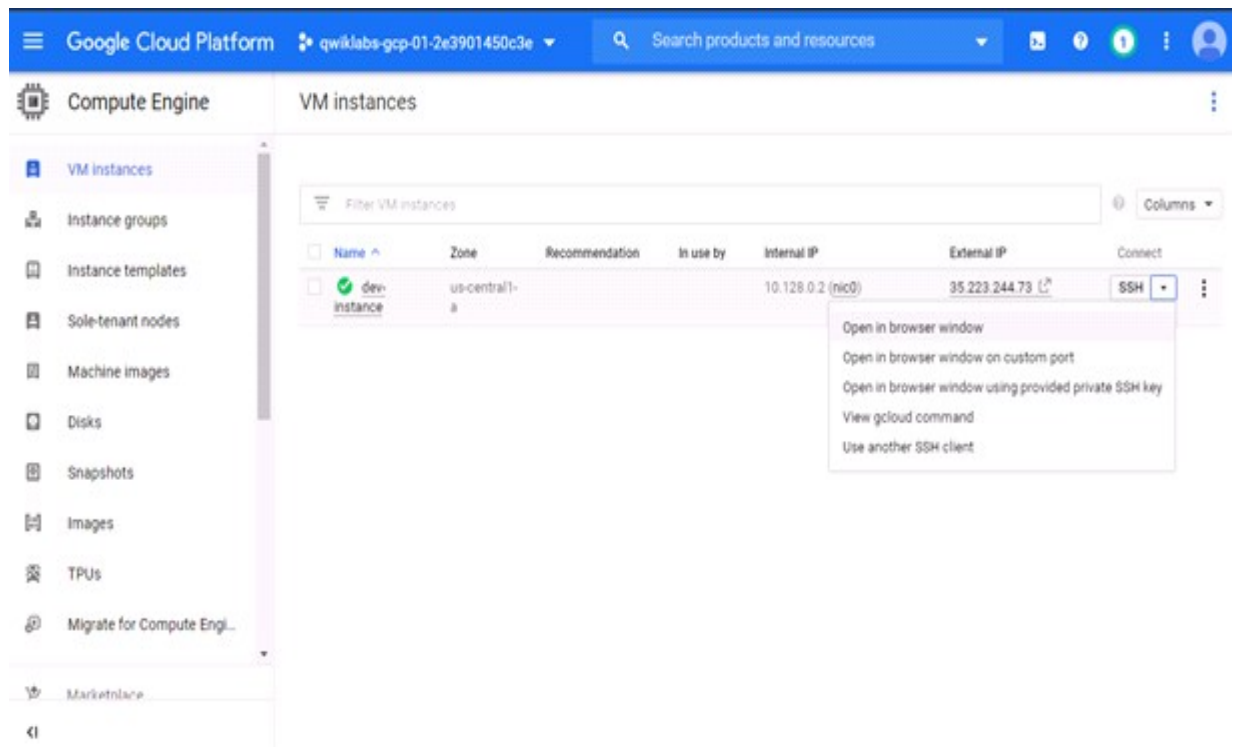 Google Cloud Platform qwiklabs-gcp-01-2e3901450c3e Search products and resources 1
Compute Engine
VM instances
VM instances
Instance groups
Instance templates
Sole-tenant nodes
Machine images
Disks
Snapshots
Images
TPUs
Migrate for Compute Engi...
Marketplace
Filter VM instances
Columns
Name Zone Recommendation In use by Internal IP External IP Connect
dev- us-central1- 10.128.0.2 (nic0) 35.223.244.73 SSH
instance a
Open in browser window
Open in browser window on custom port
Open in browser window using provided private SSH key
View gcloud command
Use another SSH client